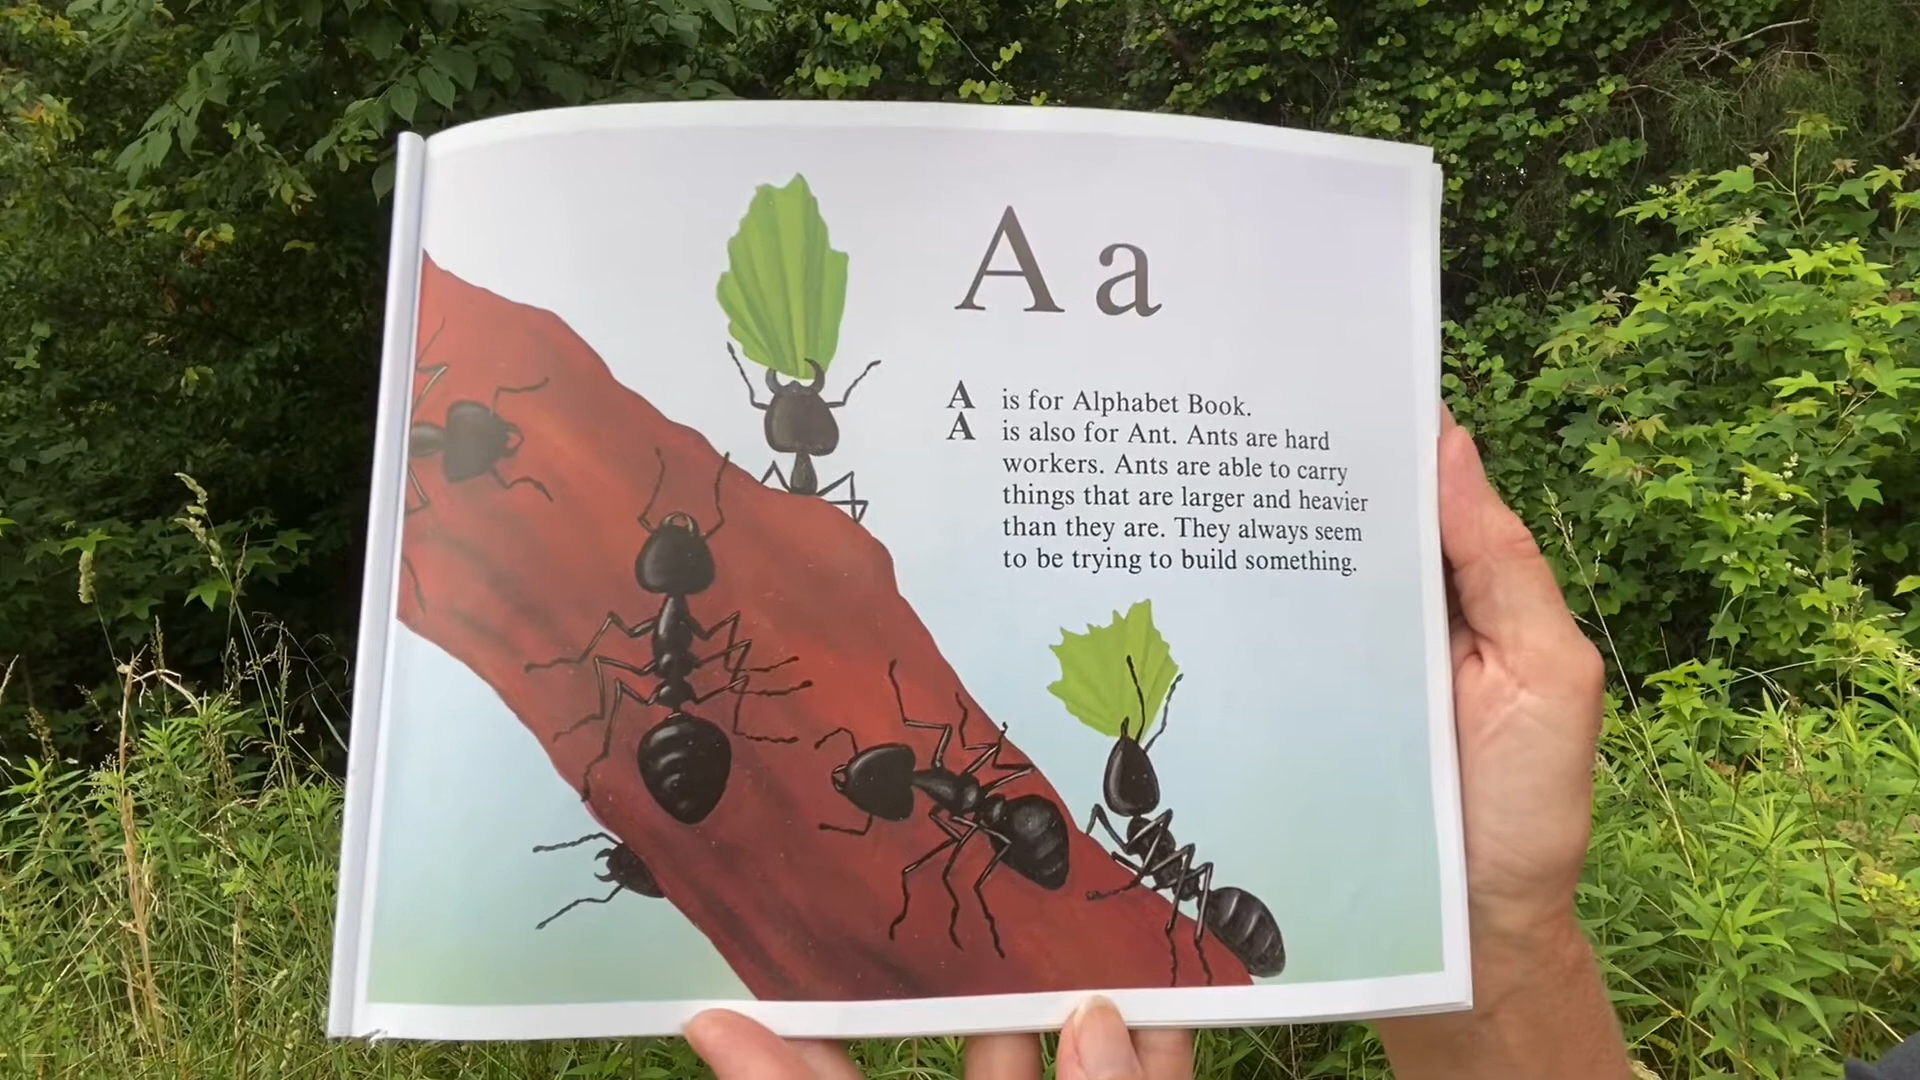 A a
A is for Alphabet Book.
A is also for Ant. Ants are hard
workers. Ants are able to carry
things that are larger and heavier
than they are. They always seem
to be trying to build something.